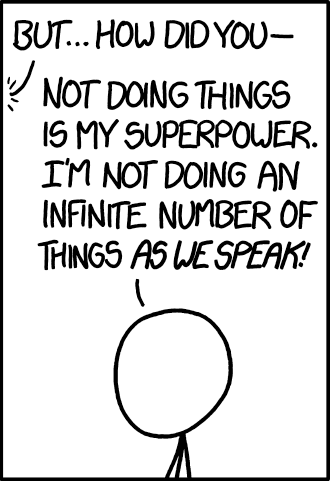 BUT... HOW DID YOU—
NOT DOING THINGS
IS MY SUPERPOWER.
I'M NOT DOING AN
INFINITE NUMBER OF
THINGS AS WE SPEAK!